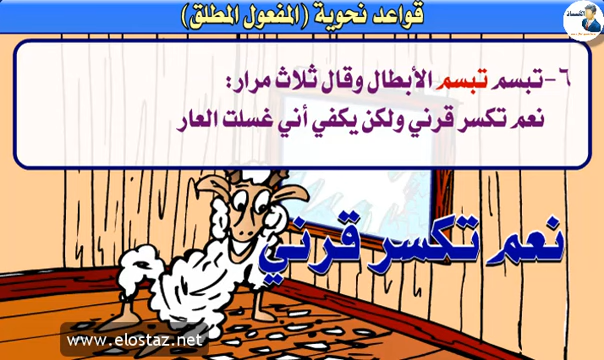 قواعد نحوية (المفعول المطلق)
٦-تبسم تبسم الأبطال وقال ثلاث مرار:
نعم تكسر قرني ولكن يكفي أني غسلت العار
نعم تكسر قرني
www.elostaz.net